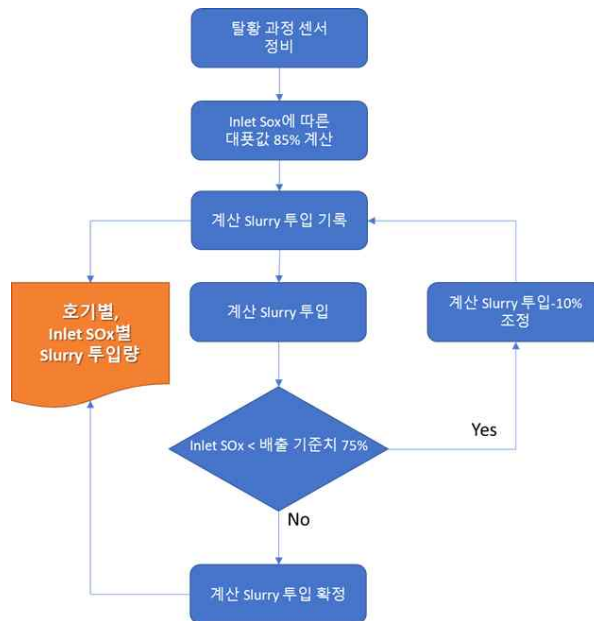 탈황 과정 센서
정비
Inlet Sox에 따른
대푯값 85% 계산
계산 Slurry 투입 기록
호기별,
Inlet SOx별
Slurry 투입량
계산 Slurry 투입
계산 Slurry 투입-10%
조정
Inlet SOx < 배출 기준치 75%
Yes
No
계산 Slurry 투입 확정